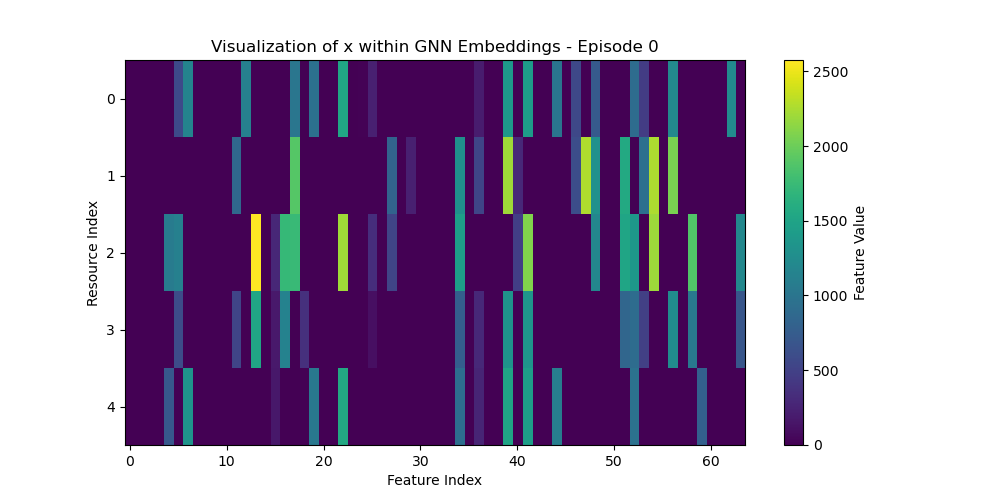 Visualization of x within GNN Embeddings - Episode 0
Resource Index
0
1
2
3
4
0 10 20 30 40 50 60
Feature Index
2500
2000
1500
1000
500
0
Feature Value